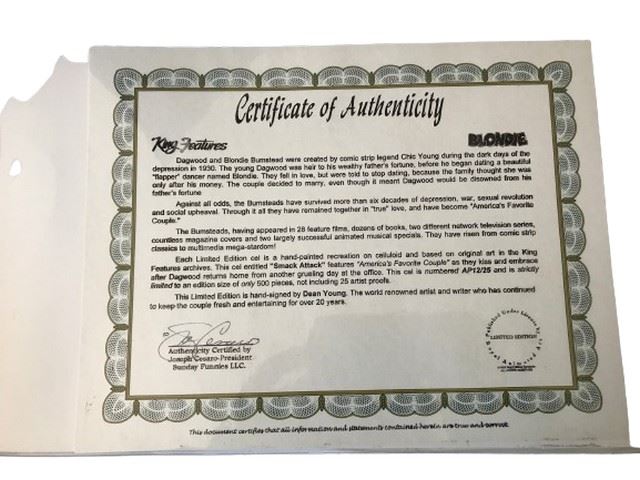 Certificate of Authenticity
King Features
BLONDIE
Dagwood and Blondie Bumstead were created by comic strip legend Chic Young during the dark days of the
depression in 1930. The young Dagwood was heir to his wealthy father's fortune, before he began dating a beautiful
"flapper" dancer named Blondie. They fell in love, but were told to stop dating, because the family thought she was
only after his money. The couple decided to marry, even though it meant Dagwood would be disowned from his
father's fortune
Against all odds, the Bumsteads have survived more than six decades of depression, war, sexual revolution
and social upheaval. Through it all they have remained together in "true" love, and have become "America's Favorite
Couple."
The Bumsteads, having appeared in 28 feature films, dozens of books, two different network television series,
countless magazine covers and two largely successful animated musical specials. They have risen from comic strip
classics to multimedia mega-stardom!
Each Limited Edition cel is a hand-painted recreation on celluloid and based on original art in the King
Features archives. This cel entitled "Smack Attack" features "America's Favorite Couple" as they kiss and embrace
after Dagwood returns home from another grueling day at the office. This cel is numbered AP12/25 and is strictly
limited to an edition size of only 500 pieces, not including 25 artist proofs.
This Limited Edition is hand-signed by Dean Young. The world renowned artist and writer who has continued
to keep the couple fresh and entertaining for over 20 years.
Authenticity Certified by
Joseph Cesaro-President
Sunday Funnies LLC.
Published Under License by
LIMITED EDITION
This document certifies that all information and statements contained herein are true and correct